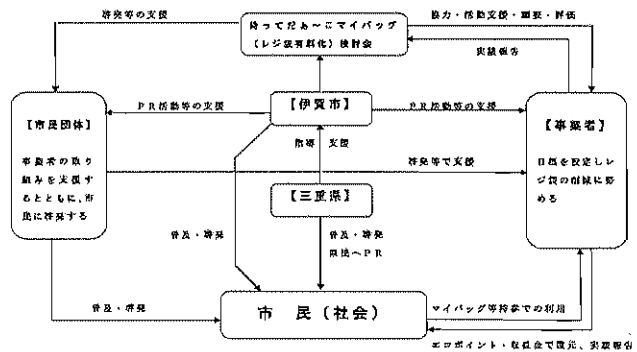 啓発等の支援
持ってだぁ～こマイバッグ
（レジ袋有料化）検討会
協力・活動支援・
・評価
実績報告
【市民団体】
事業者の取り
組みを支援す
るとともに、市
民に啓発する
PR活動等の支援
【伊賀市】
PR活動等の支援
【事業者】
目標を設定しレ
ジ袋の削減に努
める
指導 支援
啓発等で支援
【三重県】
普及・啓発
普及・啓発
県民へPR
普及・啓発
市 民（社会）
マイバッグ等持参での利用
エコポイント・収益金で還元、実績報告